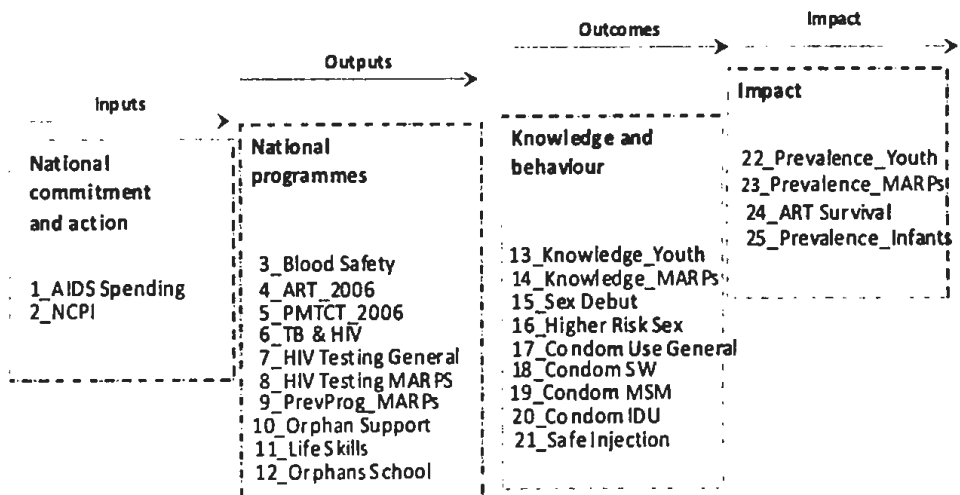 Inputs
National
commitment
and action
1_AIDS Spending
2_NCPI
Outputs
National
programmes
3_Blood Safety
4_ART_2006
5_PMTCT_2006
6_TB & HIV
7_HIV Testing General
8_HIV Testing MARPS
9_PrevProg_MARPs
10_Orphan Support
11_Life Skills
12_Orphans School
Outcomes
Knowledge and
behaviour
13_Knowledge_Youth
14_Knowledge_MARPs
15_Sex Debut
16_Higher Risk Sex
17_Condom Use General
18_Condom SW
19_Condom MSM
20_Condom IDU
21_Safe Injection
Impact
Impact
22_Prevalence_Youth
23_Prevalence_MARPs
24_ART Survival
25_Prevalence_Infants